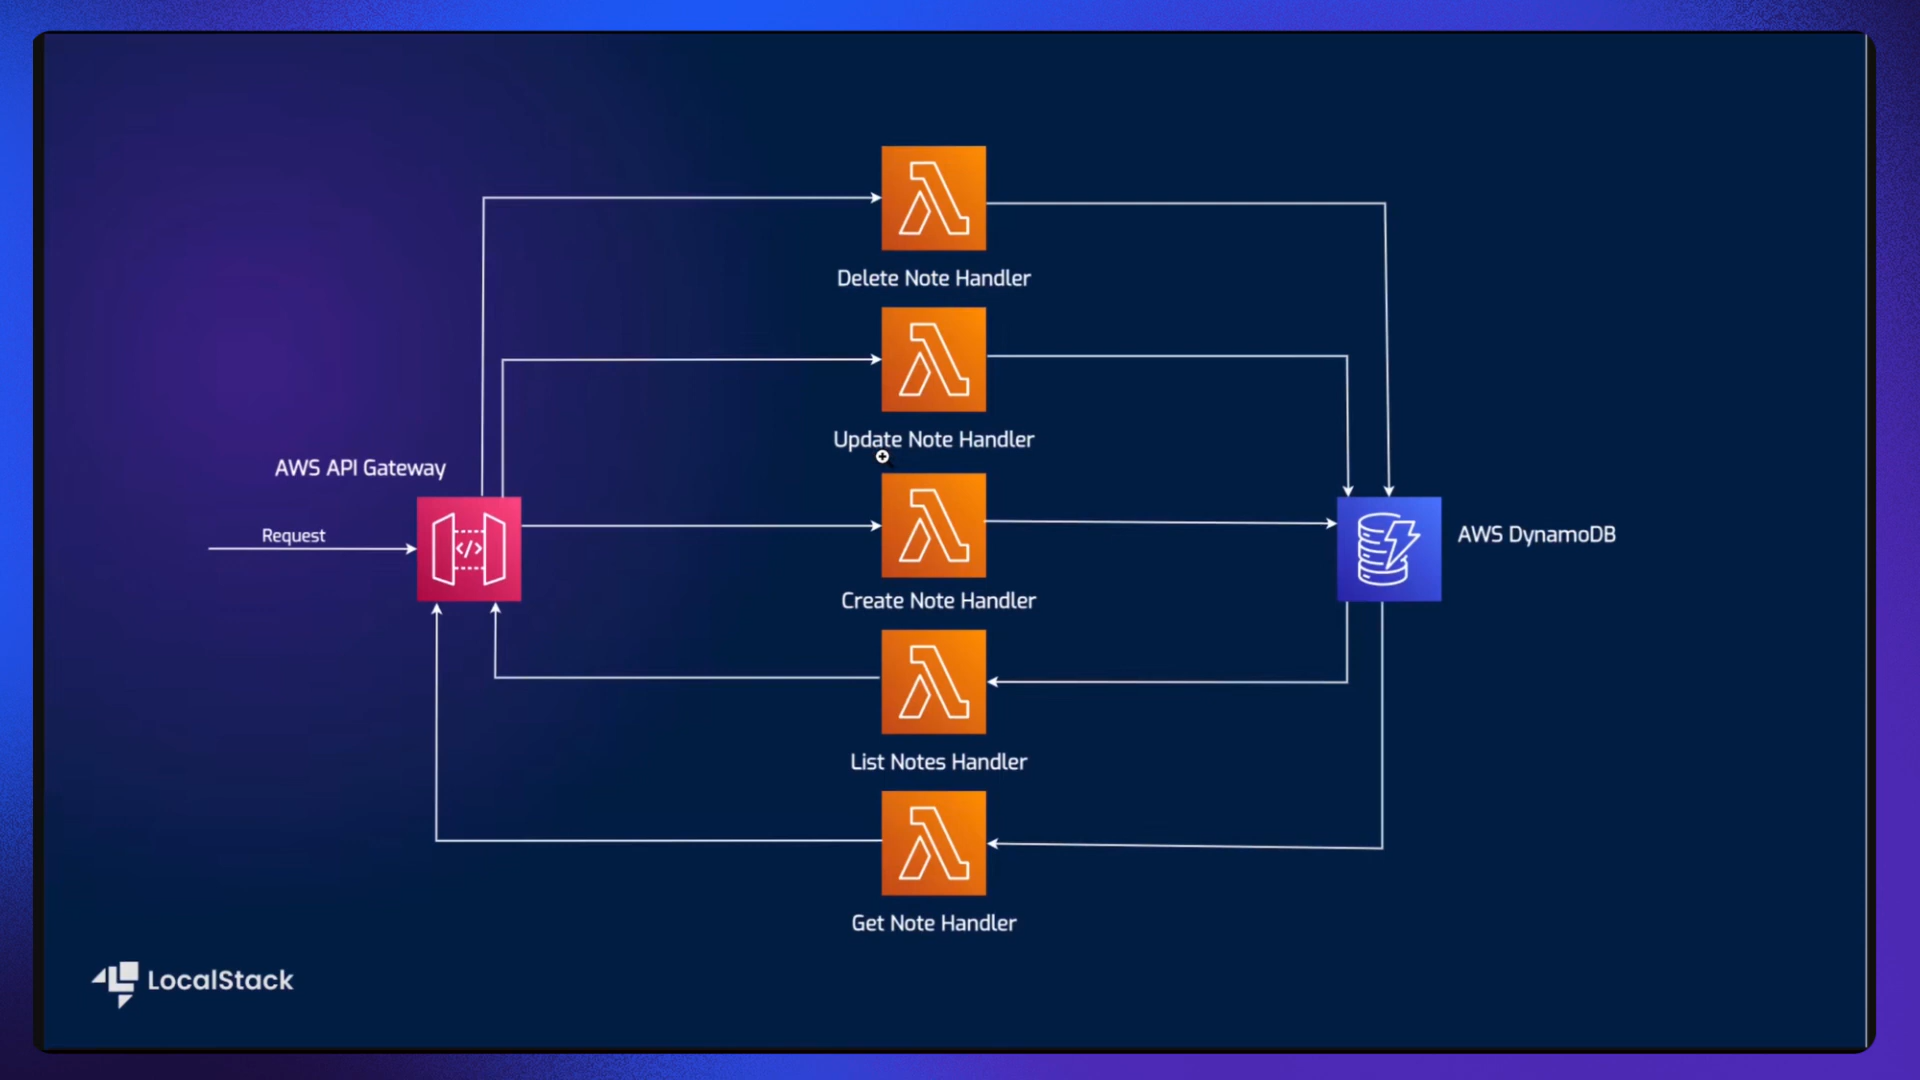 Delete Note Handler
Update Note Handler
AWS API Gateway
Request
</>
AWS DynamoDB
Create Note Handler
List Notes Handler
Get Note Handler
LocalStack